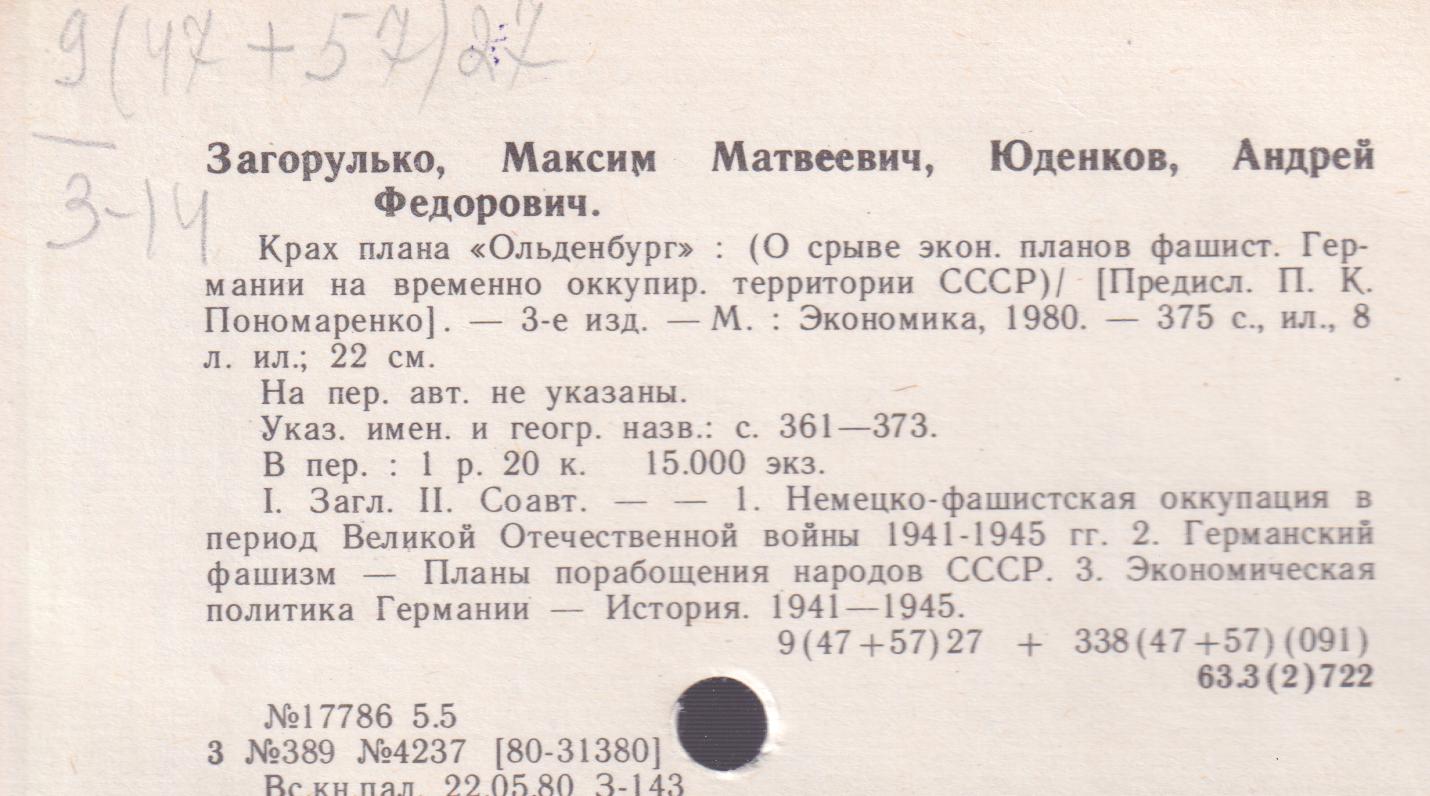 9(47+57)27
З-14
Загорулько, Максим Матвеевич, Юденков, Андрей
Федорович.
Крах плана «Ольденбург» : (О срыве экон. планов фашист. Гер-
мании на временно оккупир. территории СССР)/ [Предисл. П. К.
Пономаренко]. — 3-е изд. — М. : Экономика, 1980. — 375 с., ил., 8
л. ил.; 22 см.
На пер. авт. не указаны.
Указ. имен. и геогр. назв.: с. 361—373.
В пер. : 1 р. 20 к. 15.000 экз.
I. Загл. II. Соавт. — — 1. Немецко-фашистская оккупация в
период Великой Отечественной войны 1941-1945 гг. 2. Германский
фашизм — Планы порабощения народов СССР. 3. Экономическая
политика Германии — История. 1941—1945.
9(47+57)27 + 338(47+57)(091)
63.3(2)722
№17786 5.5
3 №389 №4237 [80-31380]
Вс.кн.пал. 22.05.80 З-143